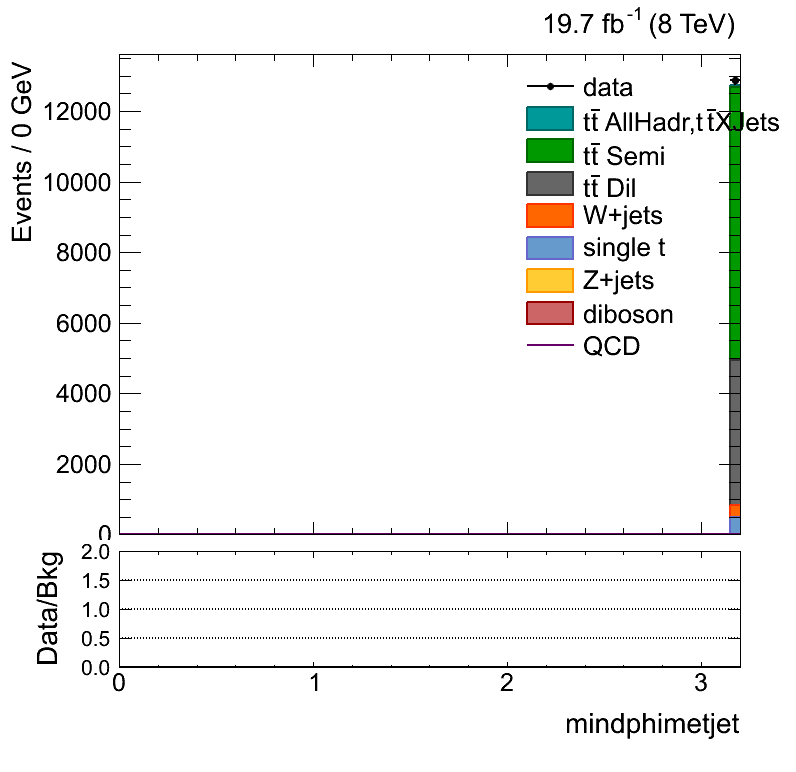 19.7 fb⁻¹ (8 TeV)
Events / 0 GeV
12000
10000
8000
6000
4000
2000
0
data
tt̄ AllHadr,tt̄XJets
tt̄ Semi
tt̄ Dil
W+jets
single t
Z+jets
diboson
QCD
Data/Bkg
2.0
1.5
1.0
0.5
0.0
0 1 2 3
mindphimetjet